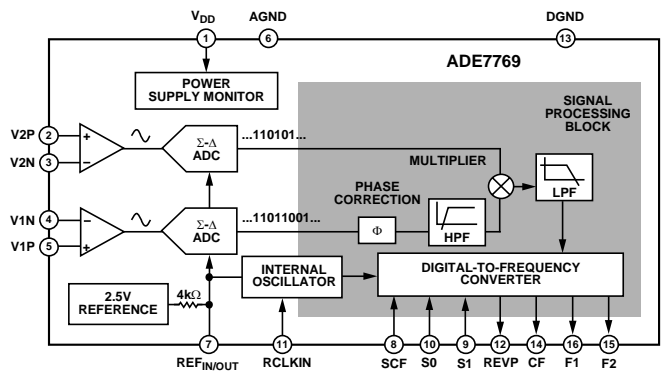 VDD
AGND
DGND
1
6
13
ADE7769
POWER
SUPPLY MONITOR
SIGNAL
PROCESSING
BLOCK
V2P 2
+
Σ-Δ
ADC
...110101...
V2N 3
–
MULTIPLIER
LPF
PHASE
CORRECTION
V1N 4
–
Σ-Δ
ADC
...11011001...
Φ
HPF
V1P 5
+
2.5V
REFERENCE
4kΩ
INTERNAL
OSCILLATOR
DIGITAL-TO-FREQUENCY
CONVERTER
7 11 8 10 9 12 14 16 15
REFIN/OUT RCLKIN SCF S0 S1 REVP CF F1 F2